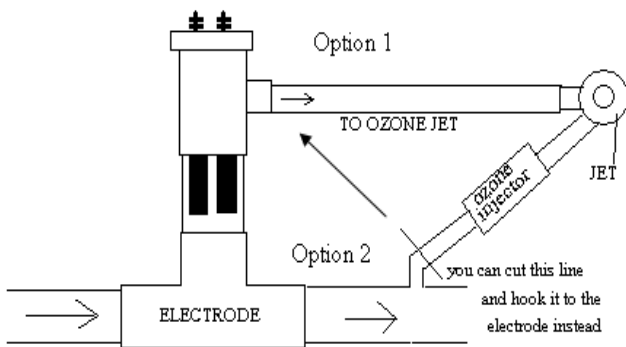 Option 1
TO OZONE JET
JET
ozone
injector
Option 2
you can cut this line
and hook it to the
electrode instead
ELECTRODE